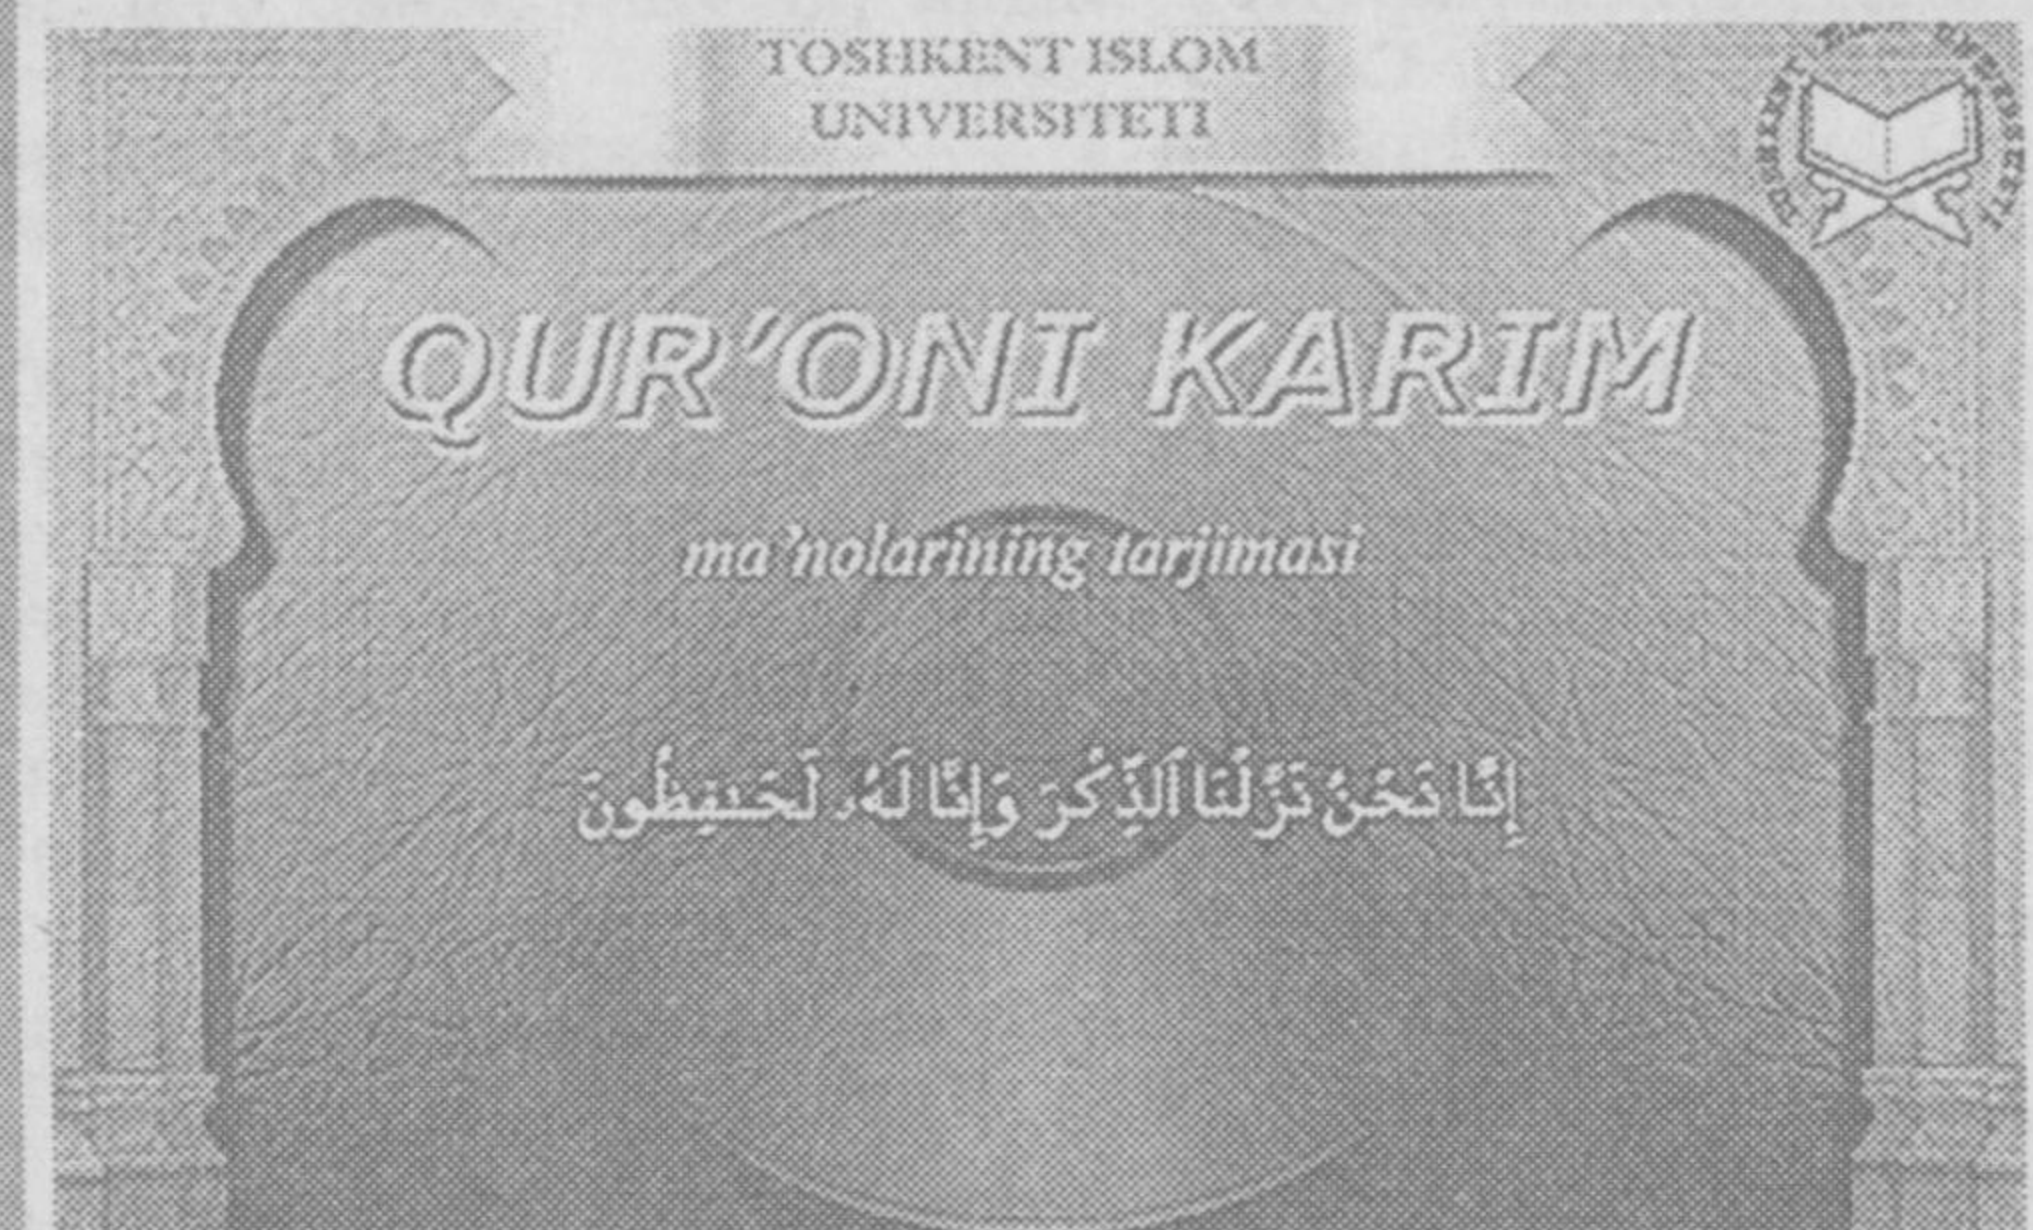 TOSHKENT ISLOM
UNIVERSITETI
QUR'ONI KARIM
ma'nolarining tarjimasi
إِنَّا نَحْنُ نَزَّلْنَا ٱلذِّكْرَ وَإِنَّا لَهُۥ لَحَـٰفِظُونَ